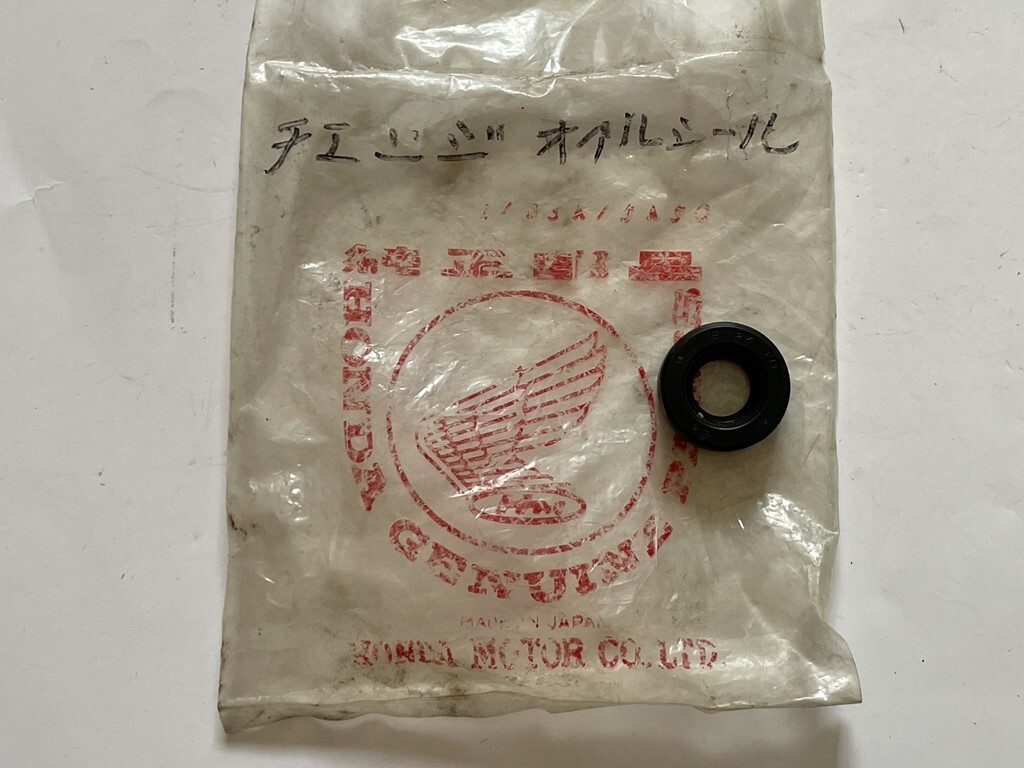 チエンジ オイルシール
純正部品
HONDA
GENUINE
MADE IN JAPAN
HONDA MOTOR CO. LTD.